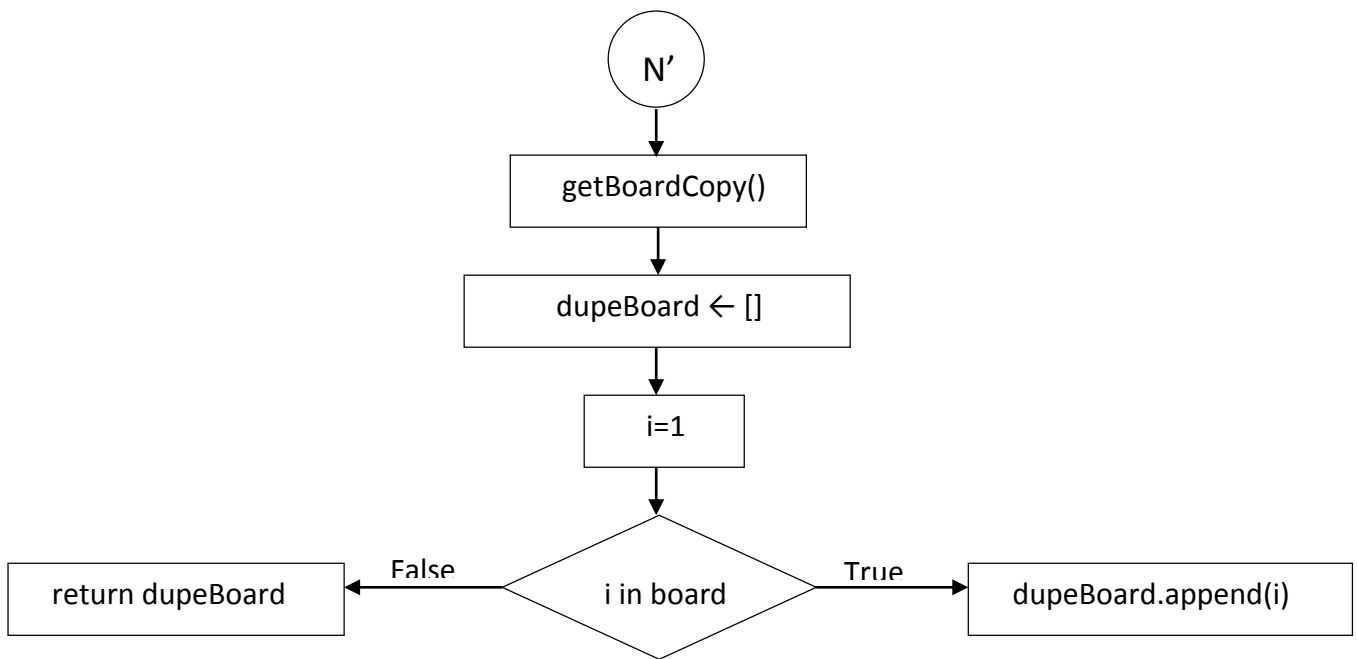 N’
getBoardCopy()
dupeBoard ← []
i=1
False
True
return dupeBoard
i in board
dupeBoard.append(i)